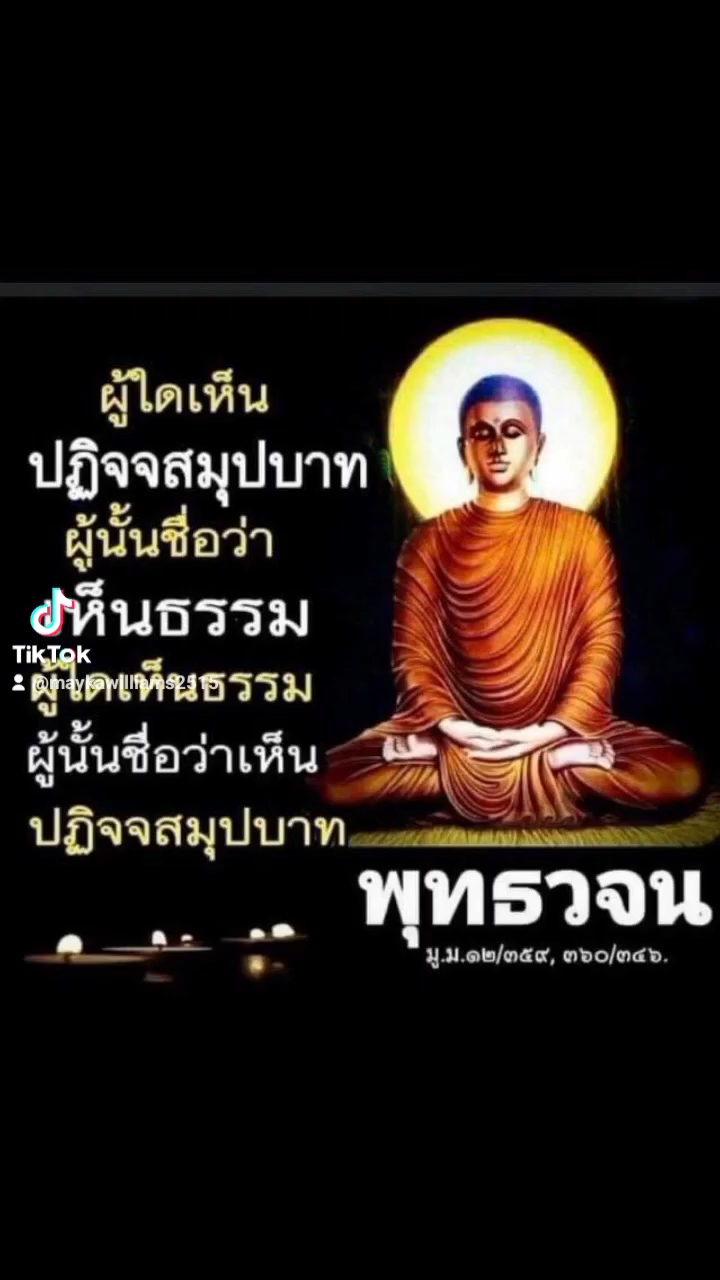 ผู้ใดเห็น
ปฏิจจสมุปบาท
ผู้นั้นชื่อว่า
เห็นธรรม
TikTok
@maykawilliams2515
ผู้ใดเห็นธรรม
ผู้นั้นชื่อว่าเห็น
ปฏิจจสมุปบาท
พุทธวจน
มู.ม.๑๒/๓๕๙, ๓๖๐/๓๔๖.